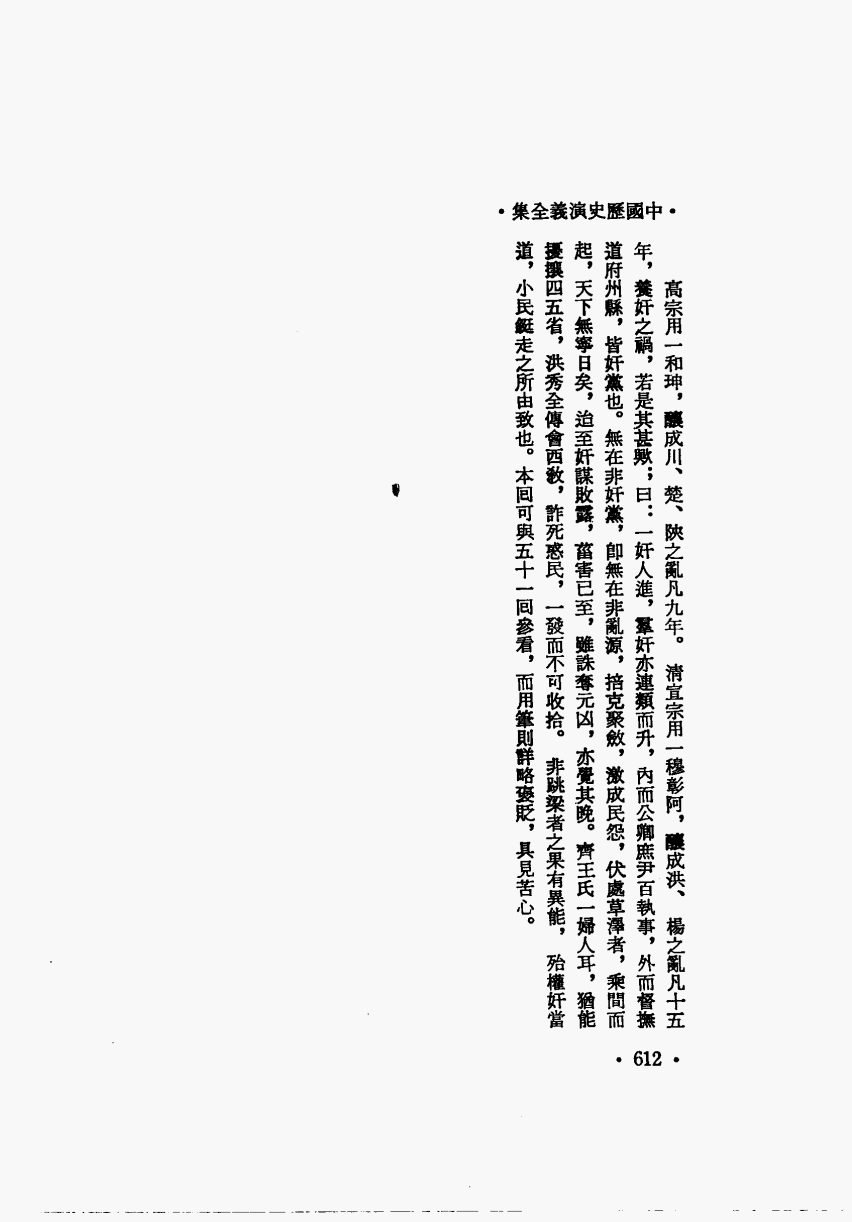 •中國歷史演義全集•
高宗用一和珅，釀成川、楚、陝之亂凡九年。清宣宗用一穆彰阿，釀成洪、楊之亂凡十五
年，養奸之禍，若是其甚歟；曰：一奸人進，羣奸亦連類而升，內而公卿庶尹百執事，外而督撫
道府州縣，皆奸黨也。無在非奸黨，卽無在非亂源，掊克聚斂，激成民怨，伏處草澤者，乘間而
起，天下無寧日矣，迨至奸謀敗露，菑害已至，雖誅奪元凶，亦覺其晚。齊王氏一婦人耳，猶能
擾攘四五省，洪秀全傳會西敎，詐死惑民，一發而不可收拾。非跳梁者之果有異能，殆權奸當
道，小民鋌走之所由致也。本回可與五十一回參看，而用筆則詳略褒貶，具見苦心。
•612•